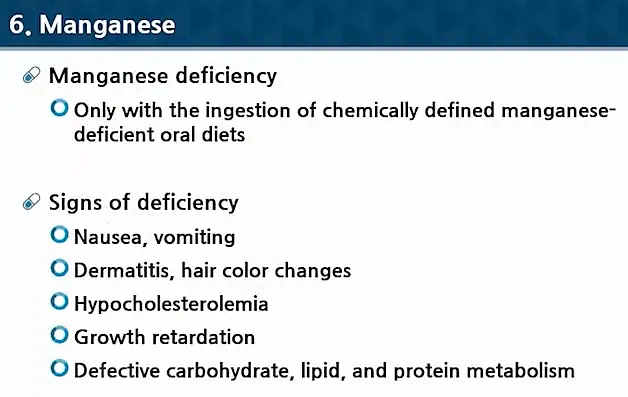 6. Manganese
Manganese deficiency
Only with the ingestion of chemically defined manganese-
deficient oral diets
Signs of deficiency
Nausea, vomiting
Dermatitis, hair color changes
Hypocholesterolemia
Growth retardation
Defective carbohydrate, lipid, and protein metabolism